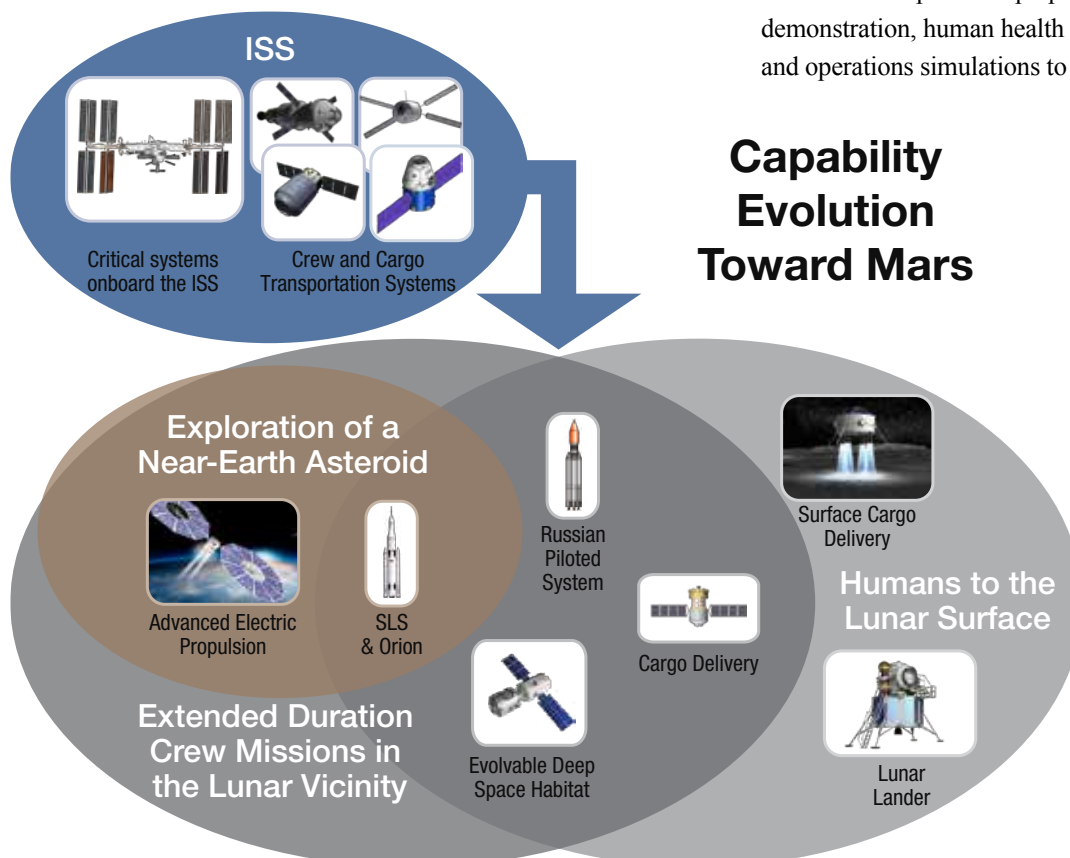 demonstration, human health
and operations simulations to
ISS
Critical systems
onboard the ISS
Crew and Cargo
Transportation Systems
Capability
Evolution
Toward Mars
Exploration of a
Near-Earth Asteroid
Advanced Electric
Propulsion
SLS
& Orion
Russian
Piloted
System
Surface Cargo
Delivery
Humans to the
Lunar Surface
Cargo Delivery
Extended Duration
Crew Missions in
the Lunar Vicinity
Evolvable Deep
Space Habitat
Lunar
Lander